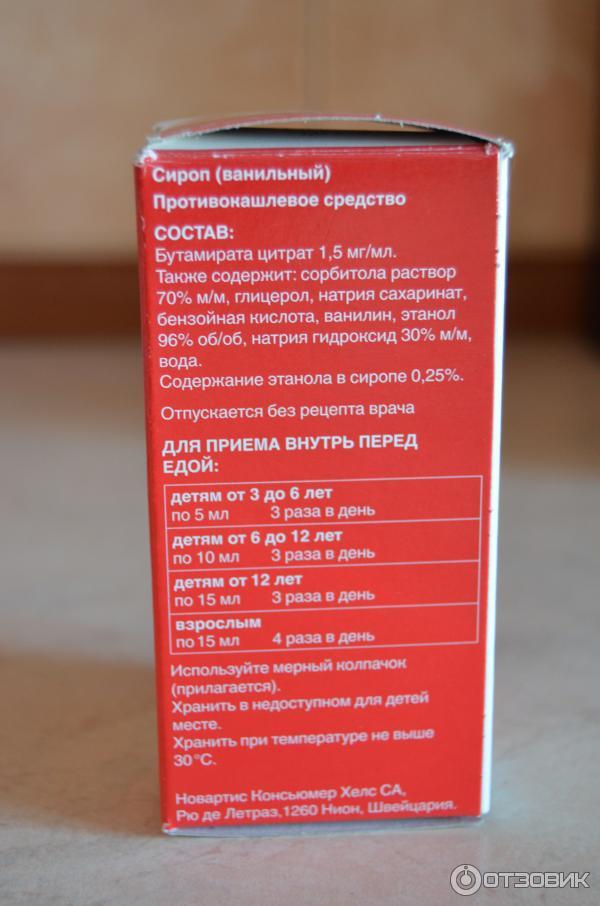 Сироп (ванильный)
Противокашлевое средство
СОСТАВ:
Бутамирата цитрат 1,5 мг/мл.
Также содержит: сорбитола раствор
70% м/м, глицерол, натрия сахаринат,
бензойная кислота, ванилин, этанол
96% об/об, натрия гидроксид 30% м/м,
вода.
Содержание этанола в сиропе 0,25%.
Отпускается без рецепта врача
ДЛЯ ПРИЕМА ВНУТРЬ ПЕРЕД
ЕДОЙ:
детям от 3 до 6 лет
по 5 мл 3 раза в день
детям от 6 до 12 лет
по 10 мл 3 раза в день
детям от 12 лет
по 15 мл 3 раза в день
взрослым
по 15 мл 4 раза в день
Используйте мерный колпачок
(прилагается).
Хранить в недоступном для детей
месте.
Хранить при температуре не выше
30°С.
Новартис Консьюмер Хелс СА,
Рю де Летраз,1260 Нион, Швейцария.
ОТЗОВИК